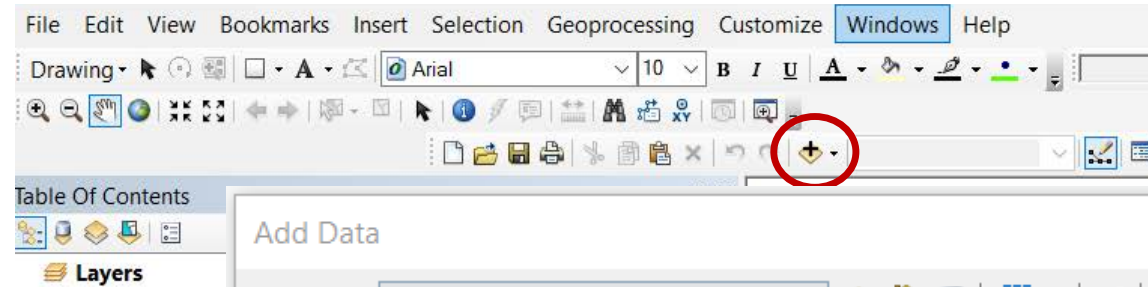 File Edit View Bookmarks Insert Selection Geoprocessing Customize Windows Help
Drawing A Arial 10 B I U A
Table Of Contents
Add Data
Layers